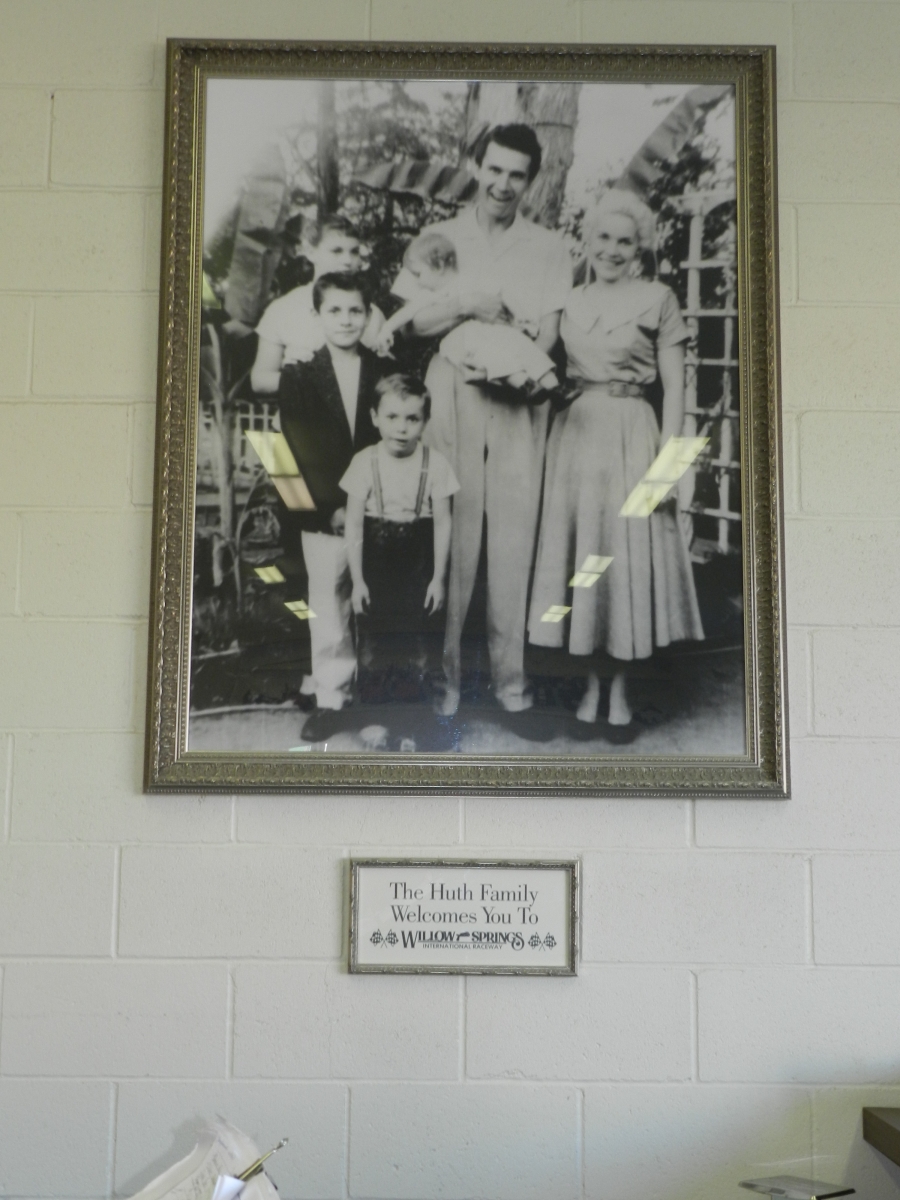 The Huth Family
Welcomes You To
WILLOW SPRINGS
INTERNATIONAL RACEWAY